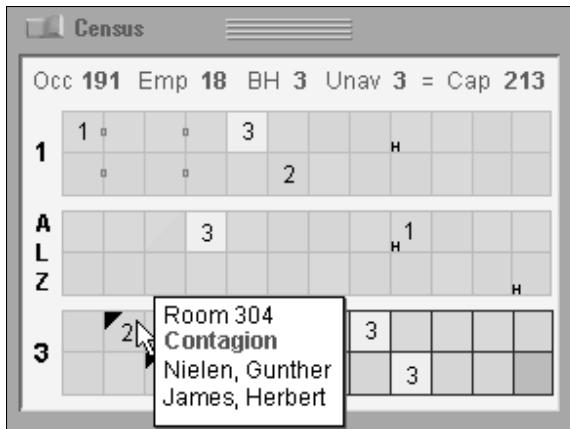 Census
Occ 191 Emp 18 BH 3 Unav 3 = Cap 213
1 3
1
H
2
A
L
Z
3 1
H
H
3
2 3
3
Room 304
Contagion
Nielen, Gunther
James, Herbert